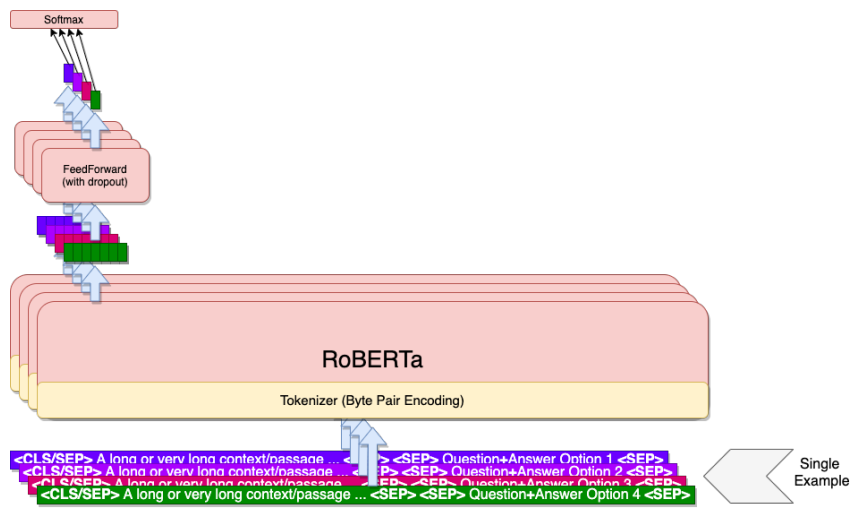 Softmax
FeedForward
(with dropout)
RoBERTa
Tokenizer (Byte Pair Encoding)
<CLS/SEP> A long or very long context/passage ... <SEP> <SEP> Question+Answer Option 1 <SEP>
<CLS/SEP> A long or very long context/passage ... <SEP> <SEP> Question+Answer Option 2 <SEP>
<CLS/SEP> A long or very long context/passage ... <SEP> <SEP> Question+Answer Option 3 <SEP>
<CLS/SEP> A long or very long context/passage ... <SEP> <SEP> Question+Answer Option 4 <SEP>
Single
Example